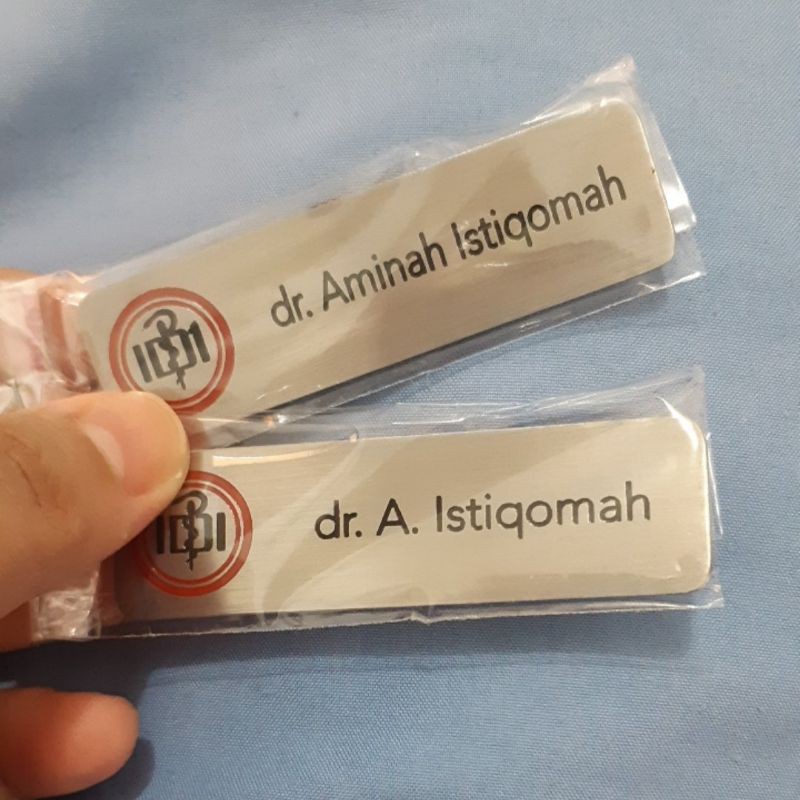 dr. Aminah Istiqomah
IDI
dr. A. Istiqomah
IDI